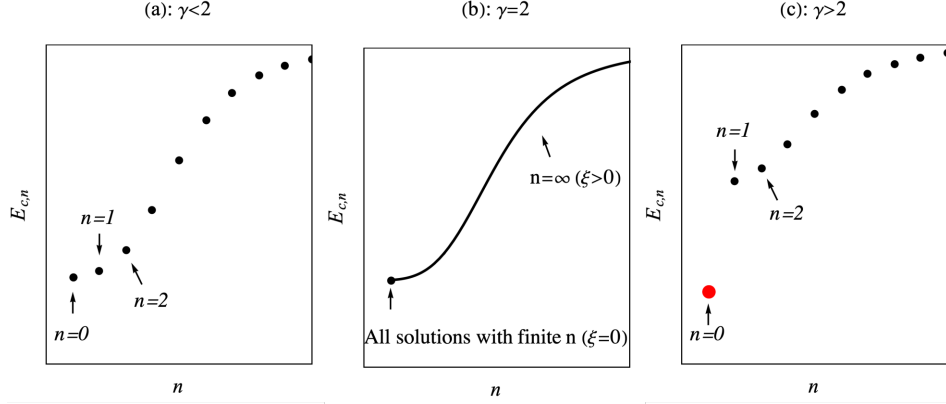 (a): γ<2
(b): γ=2
(c): γ>2
E_{c,n}
n=1
n=2
n=0
n
E_{c,n}
n=∞ (ξ>0)
All solutions with finite n (ξ=0)
n
E_{c,n}
n=1
n=2
n=0
n